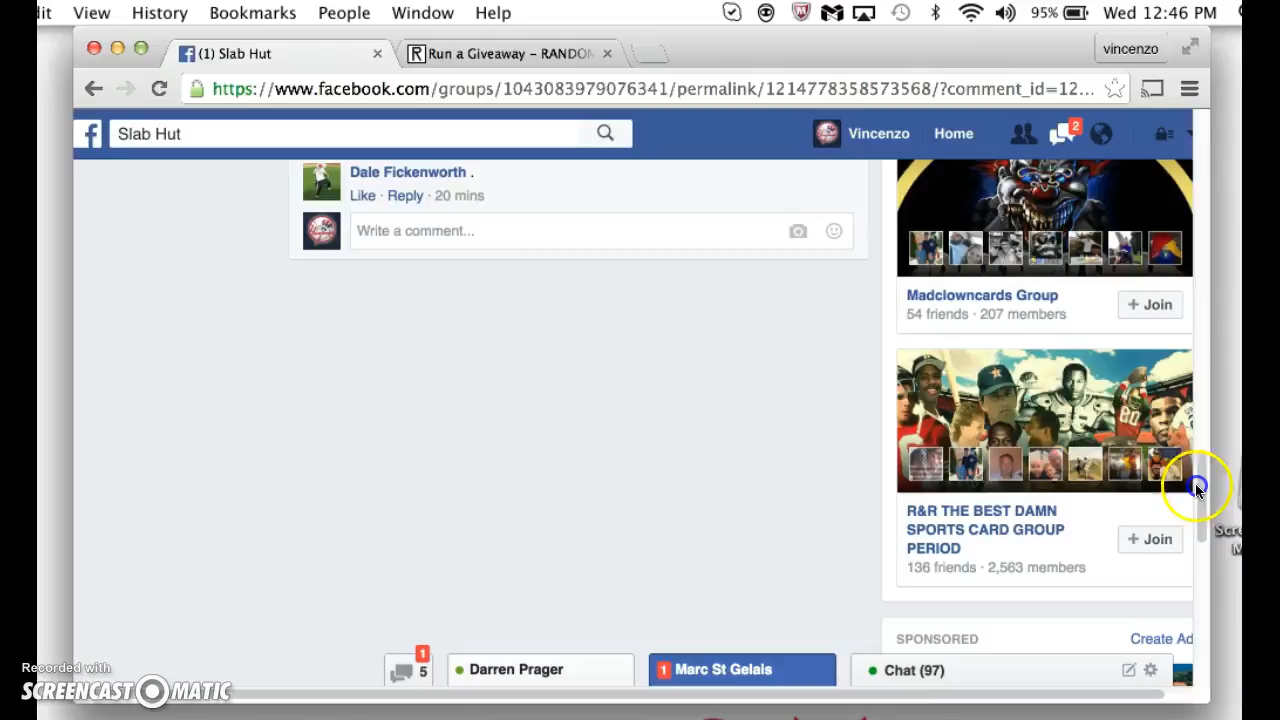 dit View History Bookmarks People Window Help 95% Wed 12:46 PM
(1) Slab Hut
Run a Giveaway – RANDOM
vincenzo
https://www.facebook.com/groups/1043083979076341/permalink/1214778358573568/?comment_id=12...
Slab Hut
Vincenzo Home 2
Dale Fickenworth .
Like · Reply · 20 mins
Write a comment...
Madclowncards Group
54 friends · 207 members
+ Join
80
R&R THE BEST DAMN
SPORTS CARD GROUP
PERIOD
136 friends · 2,563 members
+ Join
Scre
M
SPONSORED Create Ad
1
5
Darren Prager
1 Marc St Gelais
Chat (97)
Recorded with
SCREENCAST O MATIC